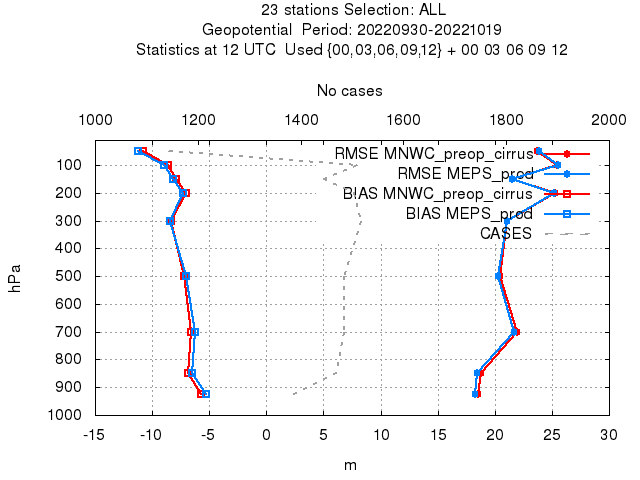 23 stations Selection: ALL
Geopotential Period: 20220930-20221019
Statistics at 12 UTC Used {00,03,06,09,12} + 00 03 06 09 12
No cases
1000 1200 1400 1600 1800 2000
RMSE MNWC_preop_cirrus
RMSE MEPS_prod
BIAS MNWC_preop_cirrus
BIAS MEPS_prod
CASES
100
200
300
400
500
600
700
800
900
1000
hPa
-15 -10 -5 0 5 10 15 20 25 30
m